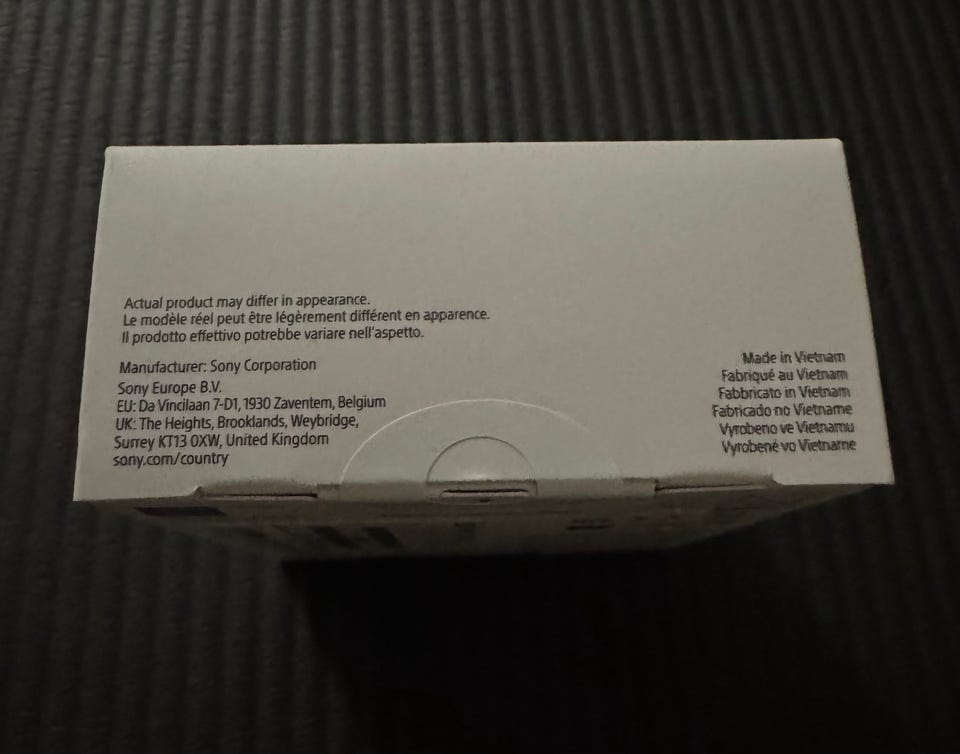 Actual product may differ in appearance.
Le modèle réel peut être légèrement différent en apparence.
Il prodotto effettivo potrebbe variare nell'aspetto.
Manufacturer: Sony Corporation
Sony Europe B.V.
EU: Da Vincilaan 7-D1, 1930 Zaventem, Belgium
UK: The Heights, Brooklands, Weybridge,
Surrey KT13 0XW, United Kingdom
sony.com/country
Made in Vietnam
Fabriqué au Vietnam
Fabbricato in Vietnam
Fabricado no Vietname
Vyrobeno ve Vietnamu
Vyrobené vo Vietname